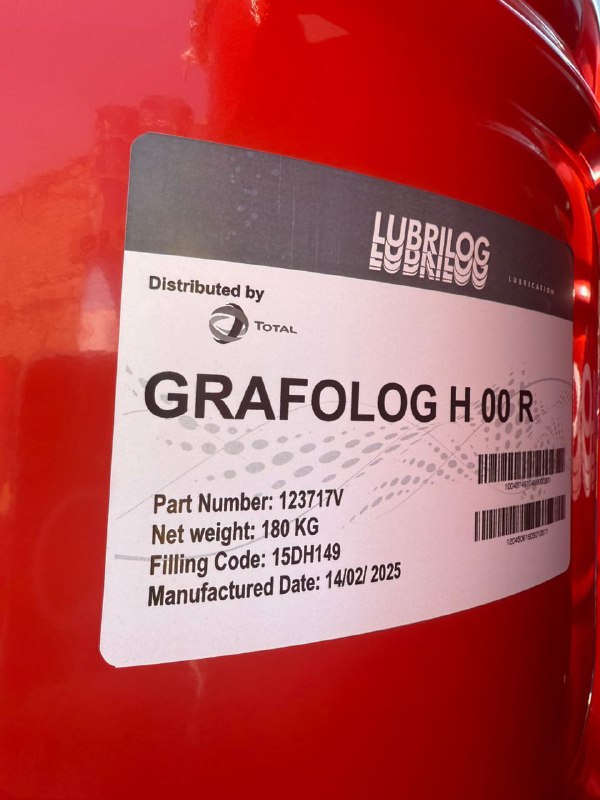 LUBRILOG
LUBRICATION
Distributed by
TOTAL
GRAFOLOG H 00 R
Part Number: 123717V
Net weight: 180 KG
Filling Code: 15DH149
Manufactured Date: 14/02/ 2025